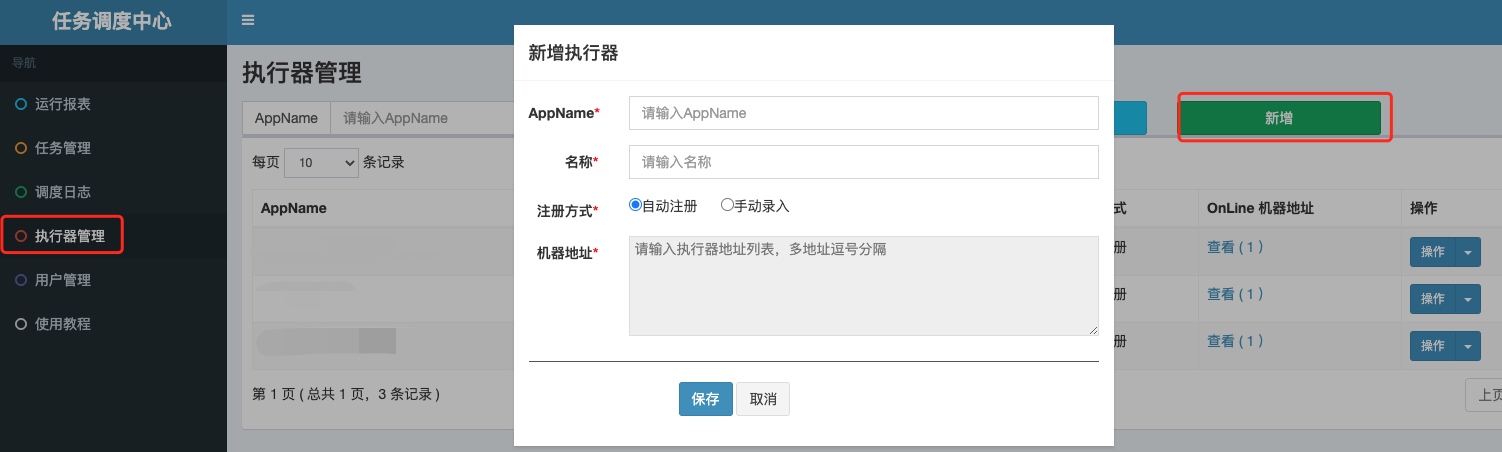 任务调度中心
导航
运行报表
任务管理
调度日志
执行器管理
用户管理
使用教程
执行器管理
AppName 请输入AppName
新增
每页 10 条记录
AppName
式 OnLine 机器地址 操作
册 查看 ( 1 ) 操作
册 查看 ( 1 ) 操作
册 查看 ( 1 ) 操作
第 1 页 ( 总共 1 页，3 条记录 )
上页
新增执行器
AppName* 请输入AppName
名称* 请输入名称
注册方式* 自动注册 手动录入
机器地址* 请输入执行器地址列表，多地址逗号分隔
保存 取消